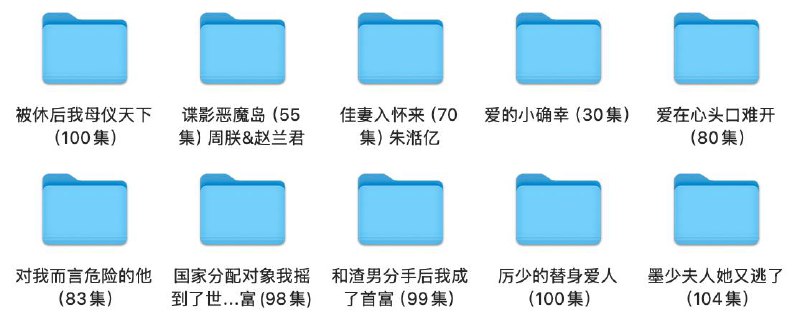 被休后我母仪天下
（100集）
谍影恶魔岛（55
集）周朕&赵兰君
佳妻入怀来（70
集）朱湉亿
爱的小确幸（30集）
爱在心头口难开
（80集）
对我而言危险的他
（83集）
国家分配对象我摇
到了世...富（98集）
和渣男分手后我成
了首富（99集）
厉少的替身爱人
（100集）
墨少夫人她又逃了
（104集）